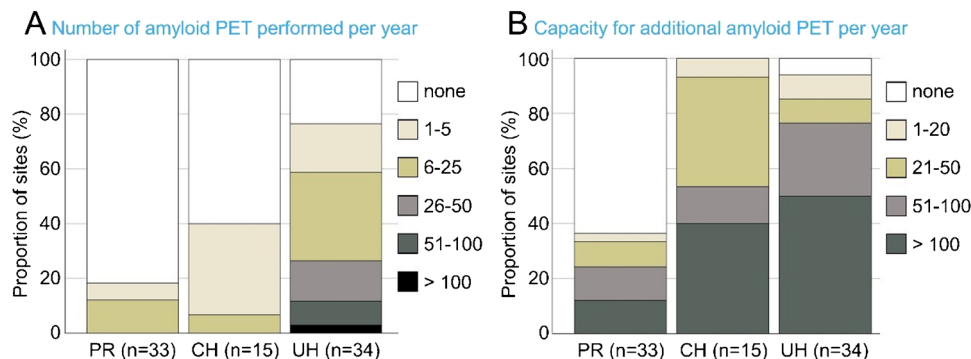 A Number of amyloid PET performed per year
Proportion of sites (%)
100
80
60
40
20
0
PR (n=33) CH (n=15) UH (n=34)
none
1-5
6-25
26-50
51-100
> 100
B Capacity for additional amyloid PET per year
Proportion of sites (%)
100
80
60
40
20
0
PR (n=33) CH (n=15) UH (n=34)
none
1-20
21-50
51-100
> 100